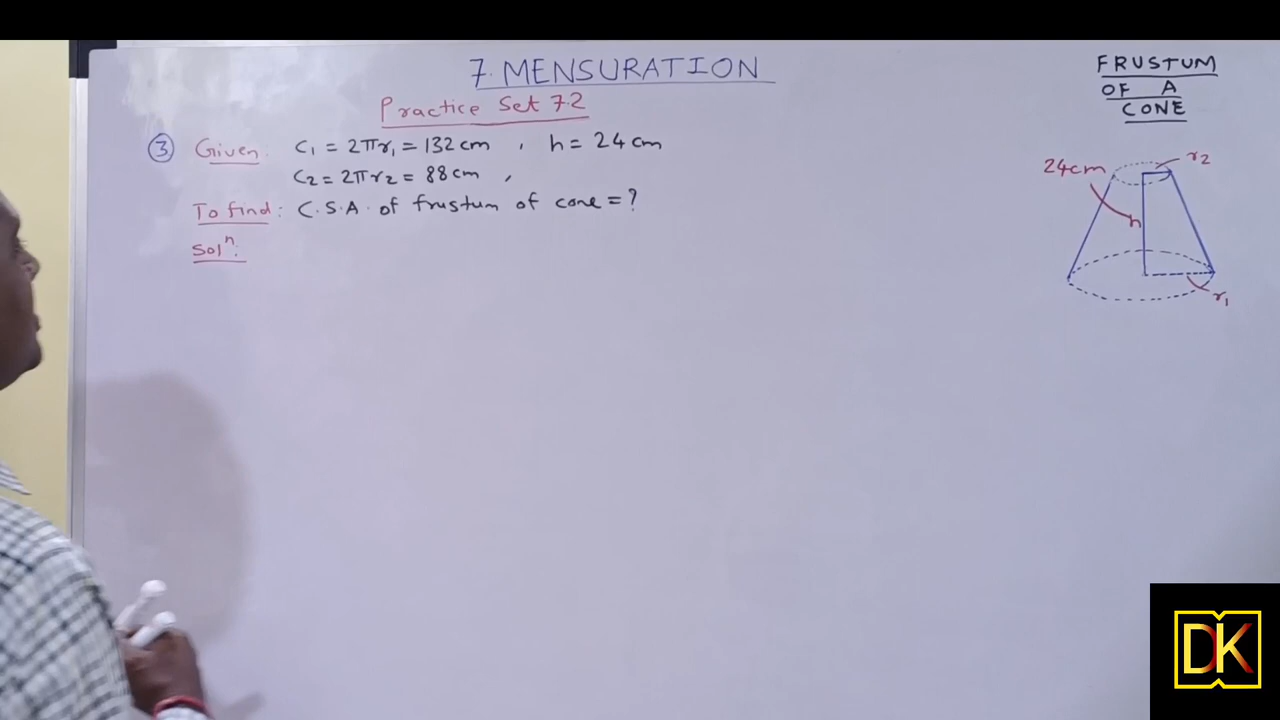 7. MENSURATION
Practice Set 7.2
③ Given: C₁ = 2πr₁ = 132 cm , h = 24 cm
C₂ = 2πr₂ = 88 cm ,
To find: C.S.A. of frustum of cone = ?
Solⁿ:
FRUSTUM
OF A
CONE
24cm
r₂
h
r₁
DK